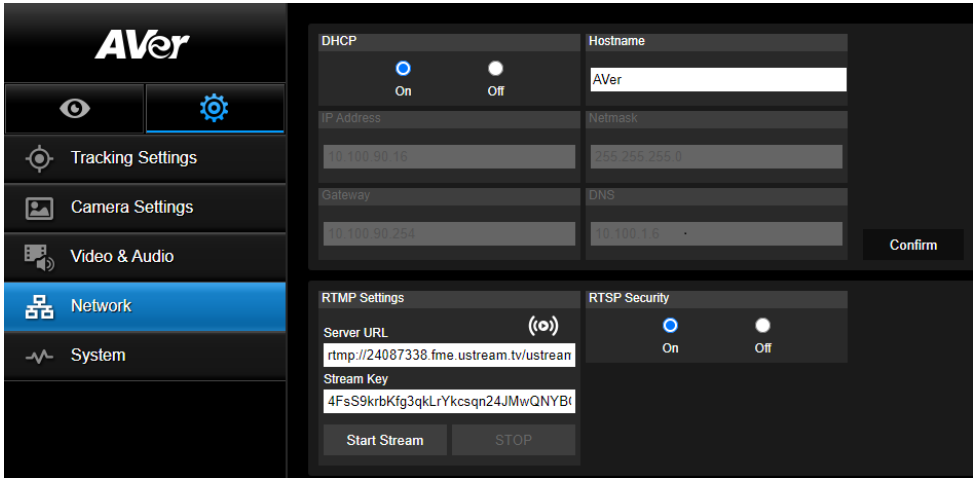 AVer
Tracking Settings
Camera Settings
Video & Audio
Network
System
DHCP
On
Off
Hostname
AVer
IP Address
10.100.90.16
Netmask
255.255.255.0
Gateway
10.100.90.254
DNS
10.100.1.6
Confirm
RTMP Settings
Server URL
rtmp://24087338.fme.ustream.tv/ustream
Stream Key
4FsS9krbKfg3qkLrYkcsqn24JMwQNYB(
Start Stream
STOP
RTSP Security
On
Off